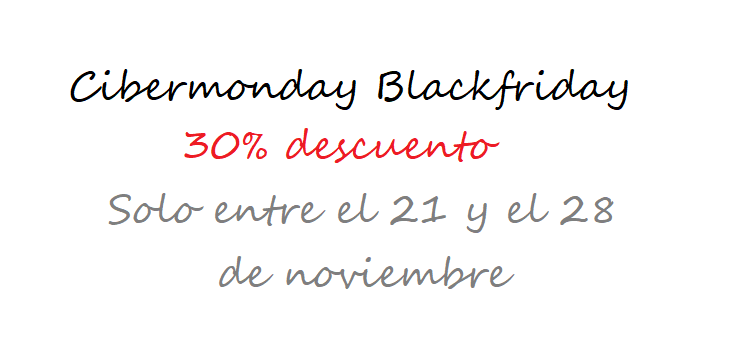 Cibermonday Blackfriday
30% descuento
Solo entre el 21 y el 28
de noviembre